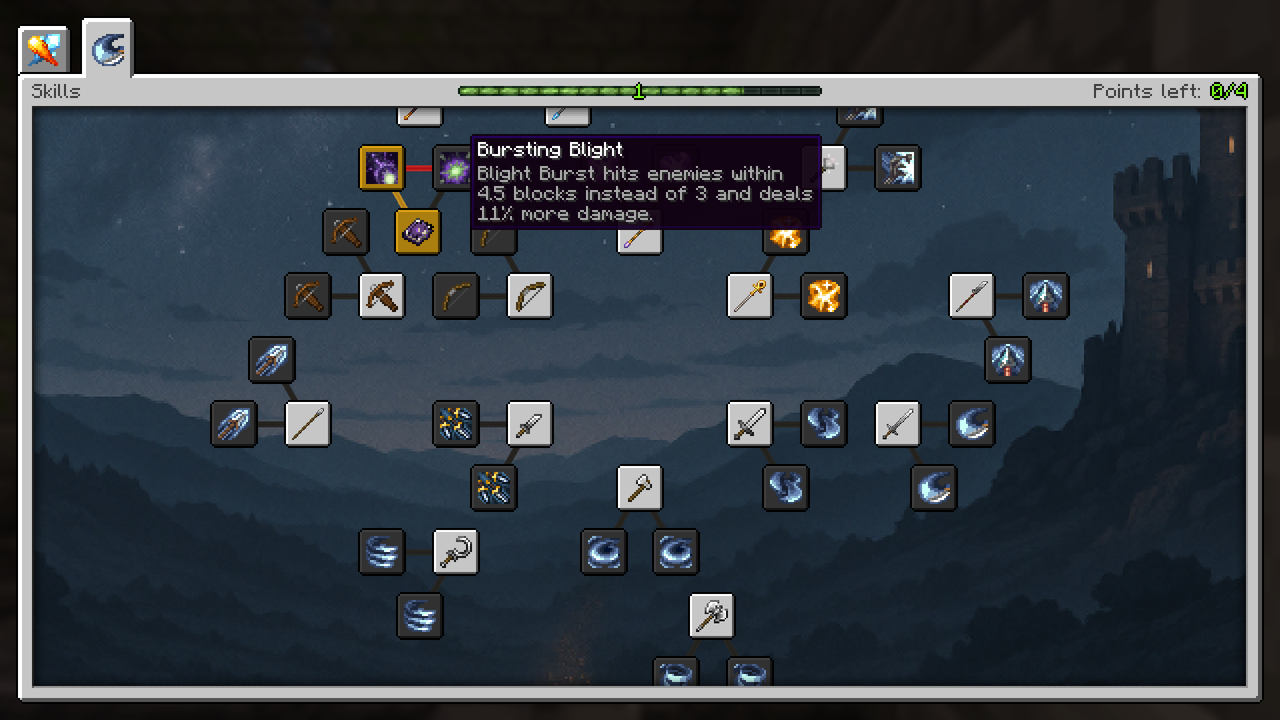 Skills
1
Points left: 0/4
Bursting Blight
Blight Burst hits enemies within
4.5 blocks instead of 3 and deals
11% more damage.